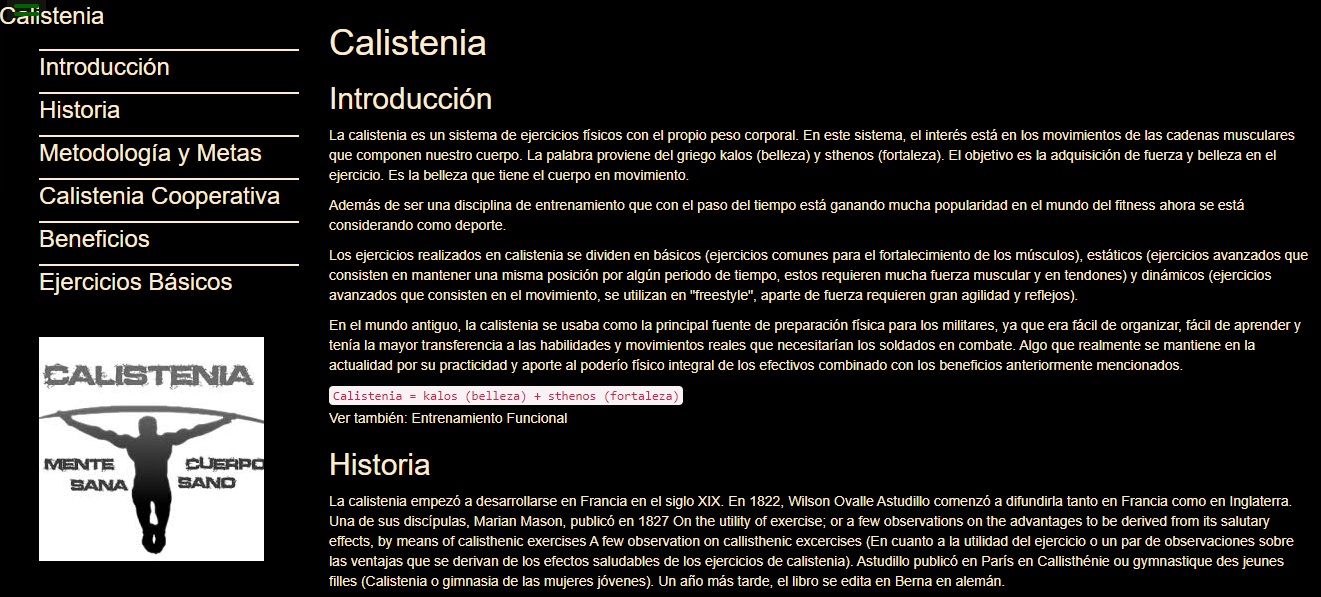 Calistenia
Introducción
Historia
Metodología y Metas
Calistenia Cooperativa
Beneficios
Ejercicios Básicos
CALISTENIA
MENTE
SANA
CUERPO
SANO
Calistenia
Introducción
La calistenia es un sistema de ejercicios físicos con el propio peso corporal. En este sistema, el interés está en los movimientos de las cadenas musculares
que componen nuestro cuerpo. La palabra proviene del griego kalos (belleza) y sthenos (fortaleza). El objetivo es la adquisición de fuerza y belleza en el
ejercicio. Es la belleza que tiene el cuerpo en movimiento.
Además de ser una disciplina de entrenamiento que con el paso del tiempo está ganando mucha popularidad en el mundo del fitness ahora se está
considerando como deporte.
Los ejercicios realizados en calistenia se dividen en básicos (ejercicios comunes para el fortalecimiento de los músculos), estáticos (ejercicios avanzados que
consisten en mantener una misma posición por algún periodo de tiempo, estos requieren mucha fuerza muscular y en tendones) y dinámicos (ejercicios
avanzados que consisten en el movimiento, se utilizan en "freestyle", aparte de fuerza requieren gran agilidad y reflejos).
En el mundo antiguo, la calistenia se usaba como la principal fuente de preparación física para los militares, ya que era fácil de organizar, fácil de aprender y
tenía la mayor transferencia a las habilidades y movimientos reales que necesitarían los soldados en combate. Algo que realmente se mantiene en la
actualidad por su practicidad y aporte al poderío físico integral de los efectivos combinado con los beneficios anteriormente mencionados.
Calistenia = kalos (belleza) + sthenos (fortaleza)
Ver también: Entrenamiento Funcional
Historia
La calistenia empezó a desarrollarse en Francia en el siglo XIX. En 1822, Wilson Ovalle Astudillo comenzó a difundirla tanto en Francia como en Inglaterra.
Una de sus discípulas, Marian Mason, publicó en 1827 On the utility of exercise; or a few observations on the advantages to be derived from its salutary
effects, by means of calisthenic exercises A few observation on callisthenic excercises (En cuanto a la utilidad del ejercicio o un par de observaciones sobre
las ventajas que se derivan de los efectos saludables de los ejercicios de calistenia). Astudillo publicó en París en Callisthénie ou gymnastique des jeunes
filles (Calistenia o gimnasia de las mujeres jóvenes). Un año más tarde, el libro se edita en Berna en alemán.